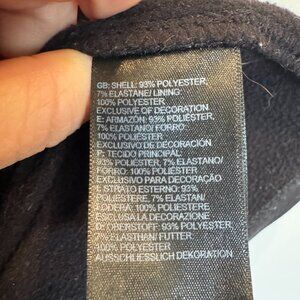 GB: SHELL: 93% POLYESTER,
7% ELASTANE/ LINING:
100% POLYESTER
EXCLUSIVE OF DECORATION
E: ARMAZÓN: 93% POLIÉSTER,
7% ELASTANO/ FORRO:
100% POLIÉSTER
EXCLUSIVO DE DECORACIÓN
P: TECIDO PRINCIPAL:
93% POLIÉSTER, 7% ELASTANO/
FORRO: 100% POLIÉSTER
EXCLUSIVO PARA DECORAÇÃO
I: STRATO ESTERNO: 93%
POLIESTERE, 7% ELASTAN/
FODERA: 100% POLIESTERE
ESCLUSA LA DECORAZIONE
D: OBERSTOFF: 93% POLYESTER,
7% ELASTHAN/ FUTTER:
100% POLYESTER
AUSSCHLIESSLICH DEKORATION